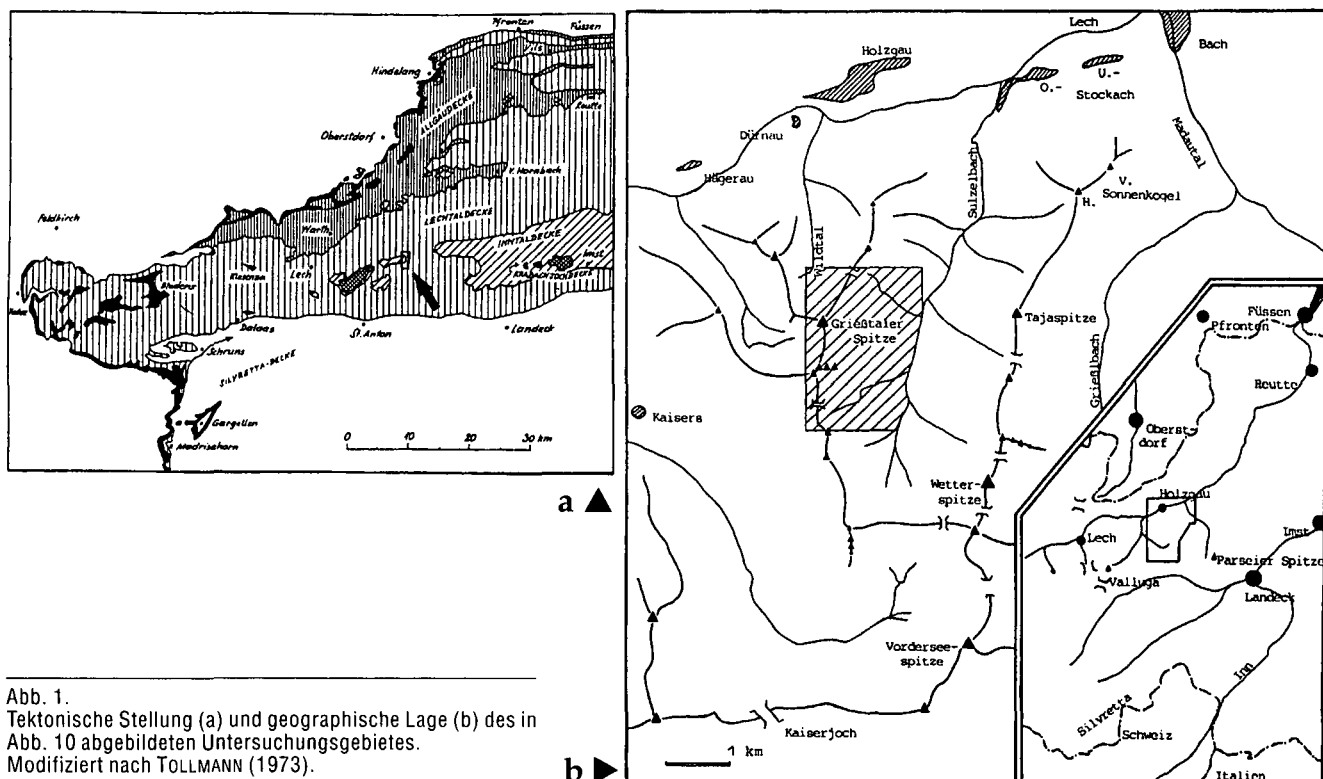 Pfronten
Füssen
Vils
Hindelang
Reutte
ALLGÄUDECKE
Oberstdorf
V. Hornbach
Feldkirch
LECHTALDECKE
Warth
INNTALDECKE
Imst
KRABACHJOCHDECKE
Bludenz
Klostertal
Lech
Dalaas
St. Anton
Landeck
Schruns
SILVRETTA-DECKE
Gargellen
Madrisahorn
0 10 20 30 km
a
Lech
Bach
Holzgau
U.-
O.-
Stockach
Dürnau
Madautal
Hägerau
Sulzelbach
V.
Sonnenkogel
H.
Wildtal
Grießtaler
Spitze
Tajaspitze
Grießlbach
Kaisers
Wetter-
spitze
Vordersee-
spitze
Kaiserjoch
1 km
Füssen
Pfronten
Reutte
Oberst-
dorf
Holzgau
Lech
Imst
Parseier Spitze
Valluga
Landeck
Inn
Silvretta
Schweiz
Italien
b
Abb. 1.
Tektonische Stellung (a) und geographische Lage (b) des in
Abb. 10 abgebildeten Untersuchungsgebietes.
Modifiziert nach TOLLMANN (1973).